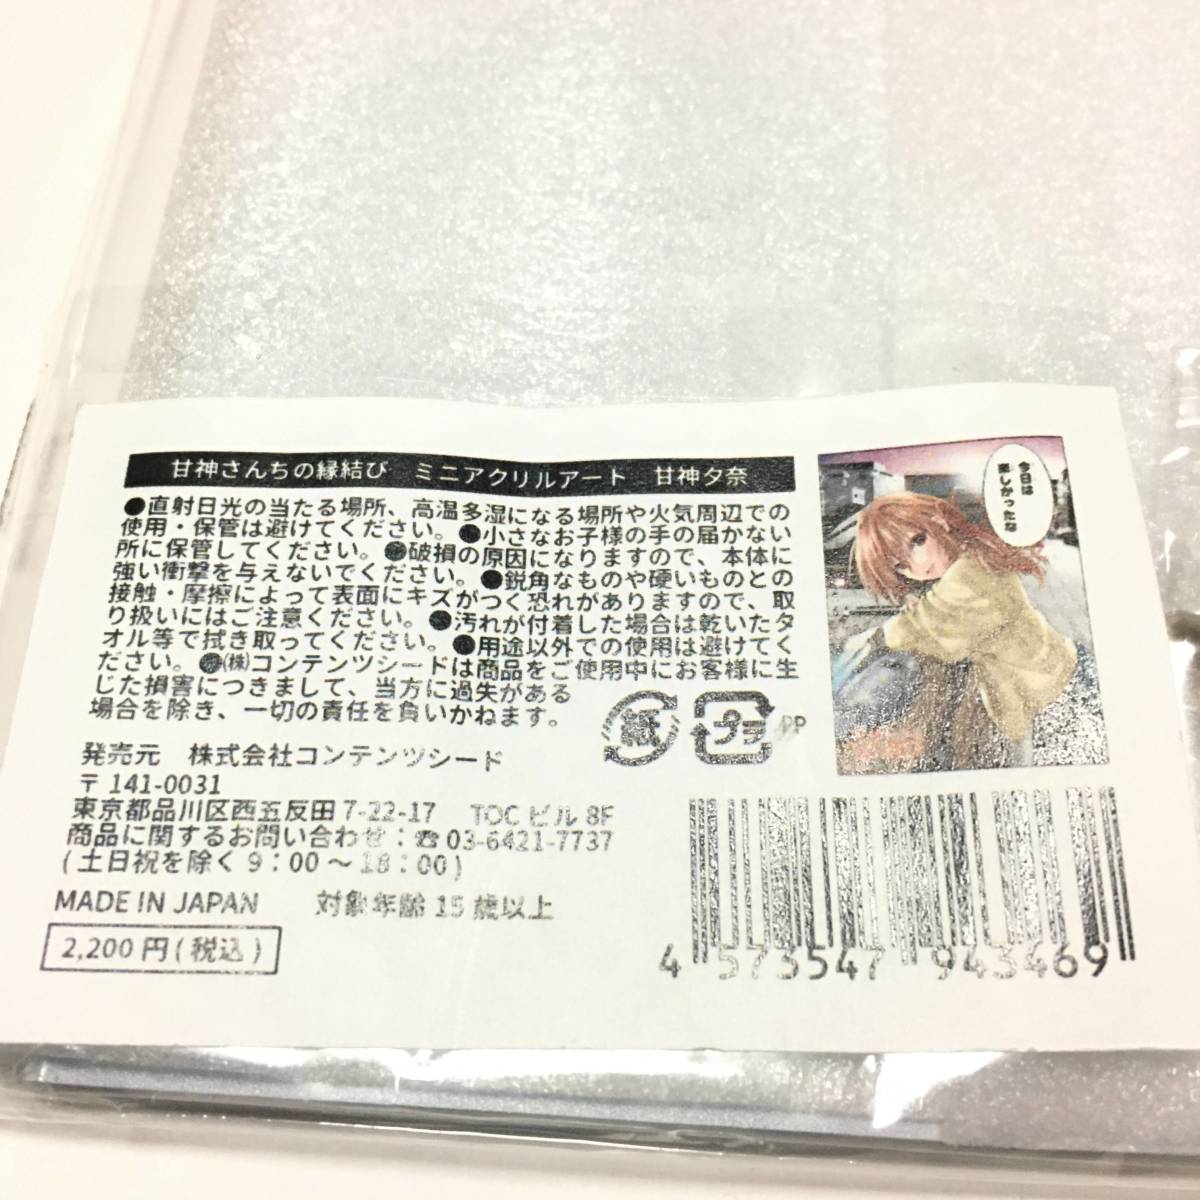 甘神さんちの縁結び　ミニアクリルアート　甘神夕奈
●直射日光の当たる場所、高温多湿になる場所や火気周辺での
使用・保管は避けてください。●小さなお子様の手の届かない
所に保管してください。●破損の原因になりますので、本体に
強い衝撃を与えないでください。●鋭角なものや硬いものとの
接触・摩擦によって表面にキズがつく恐れがありますので、取
り扱いにはご注意ください。●汚れが付着した場合は乾いたタ
オル等で拭き取ってください。●用途以外での使用は避けてく
ださい。●㈱コンテンツシードは商品をご使用中にお客様に生
じた損害につきまして、当方に過失がある
場合を除き、一切の責任を負いかねます。
紙 プラ PP
発売元　株式会社コンテンツシード
〒141-0031
東京都品川区西五反田7-22-17　TOCビル8F
商品に関するお問い合わせ：☎03-6421-7737
(土日祝を除く9：00～18：00)
MADE IN JAPAN　対象年齢15歳以上
2,200円(税込)
今日は
楽しかったな
4 573547 943469